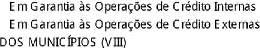 Em Garantia às Operações de Crédito Internas
Em Garantia às Operações de Crédito Externas
DOS MUNICÍPIOS (VIII)